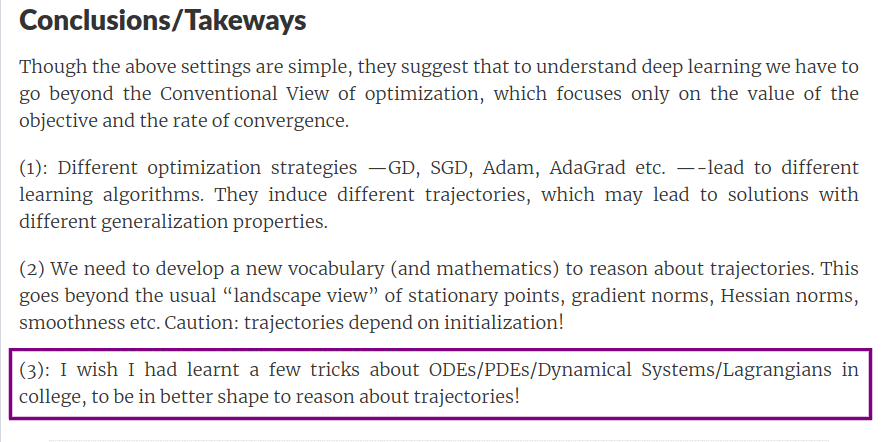 Conclusions/Takeways
Though the above settings are simple, they suggest that to understand deep learning we have to
go beyond the Conventional View of optimization, which focuses only on the value of the
objective and the rate of convergence.
(1): Different optimization strategies —GD, SGD, Adam, AdaGrad etc. —-lead to different
learning algorithms. They induce different trajectories, which may lead to solutions with
different generalization properties.
(2) We need to develop a new vocabulary (and mathematics) to reason about trajectories. This
goes beyond the usual “landscape view” of stationary points, gradient norms, Hessian norms,
smoothness etc. Caution: trajectories depend on initialization!
(3): I wish I had learnt a few tricks about ODEs/PDEs/Dynamical Systems/Lagrangians in
college, to be in better shape to reason about trajectories!